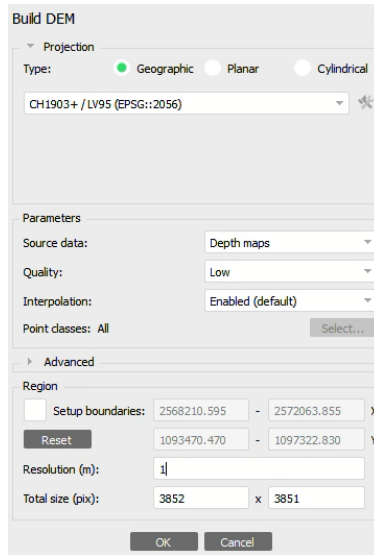 Build DEM
Projection
Type: Geographic Planar Cylindrical
CH1903+ / LV95 (EPSG::2056)
Parameters
Source data: Depth maps
Quality: Low
Interpolation: Enabled (default)
Point classes: All Select...
Advanced
Region
Setup boundaries: 2568210.595 - 2572063.855 X
Reset 1093470.470 - 1097322.830 Y
Resolution (m): 1
Total size (pix): 3852 x 3851
OK Cancel